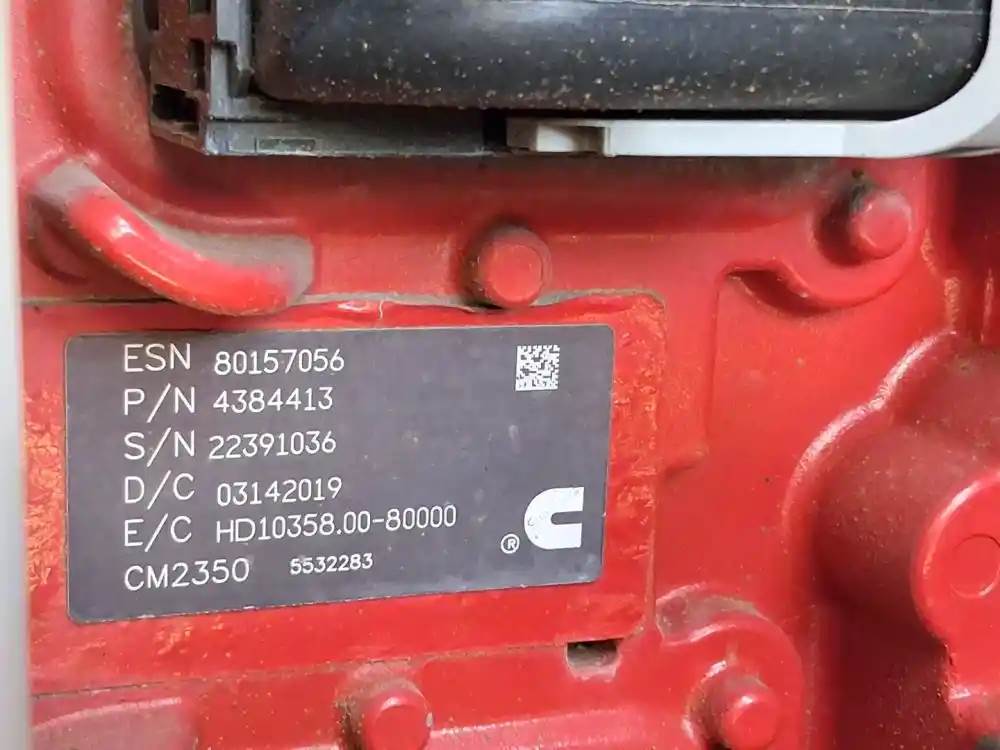 ESN 80157056
P/N 4384413
S/N 22391036
D/C 03142019
E/C HD10358.00-80000
®
CM2350 5532283